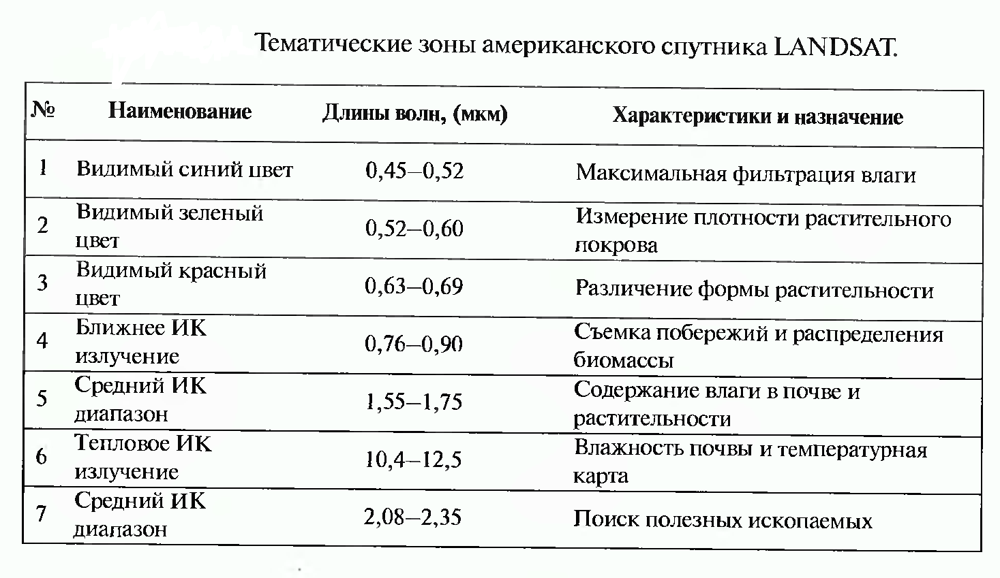 Тематические зоны американского спутника LANDSAT.
№ Наименование Длины волн, (мкм) Характеристики и назначение
1 Видимый синий цвет 0,45–0,52 Максимальная фильтрация влаги
2 Видимый зеленый цвет 0,52–0,60 Измерение плотности растительного покрова
3 Видимый красный цвет 0,63–0,69 Различение формы растительности
4 Ближнее ИК излучение 0,76–0,90 Съемка побережий и распределения биомассы
5 Средний ИК диапазон 1,55–1,75 Содержание влаги в почве и растительности
6 Тепловое ИК излучение 10,4–12,5 Влажность почвы и температурная карта
7 Средний ИК диапазон 2,08–2,35 Поиск полезных ископаемых